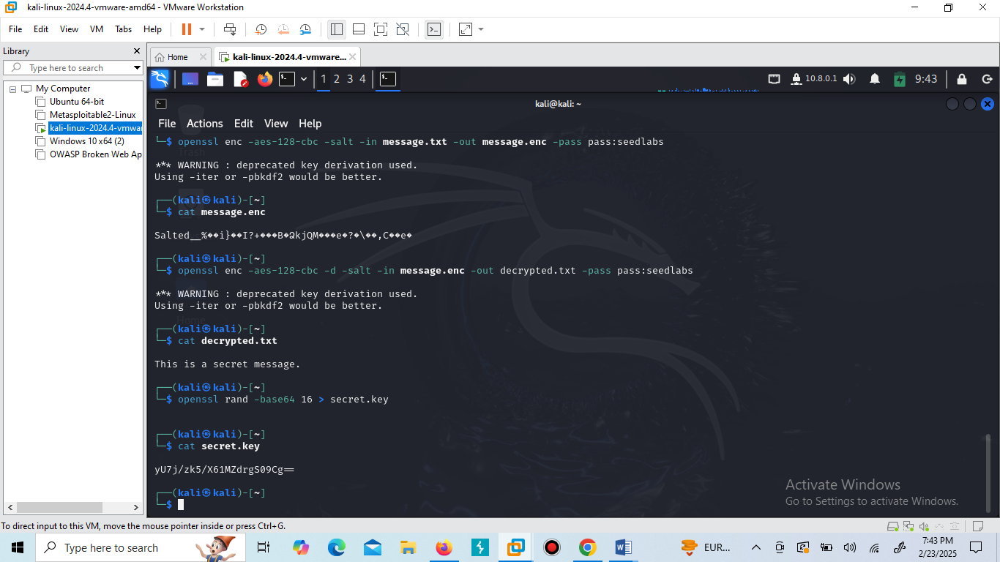 kali-linux-2024.4-vmware-amd64 - VMware Workstation
File Edit View VM Tabs Help
Library
Type here to search
My Computer
Ubuntu 64-bit
Metasploitable2-Linux
kali-linux-2024.4-vmwar
Windows 10 x64 (2)
OWASP Broken Web Ap
Home
kali-linux-2024.4-vmware...
1 2 3 4
10.8.0.1
9:43
kali@kali: ~
File Actions Edit View Help
└─$ openssl enc -aes-128-cbc -salt -in message.txt -out message.enc -pass pass:seedlabs
*** WARNING : deprecated key derivation used.
Using -iter or -pbkdf2 would be better.
┌──(kali㉿kali)-[~]
└─$ cat message.enc
Salted__%��i}��I?+���B�ՁkjQM���e�?�\��,C��e�
┌──(kali㉿kali)-[~]
└─$ openssl enc -aes-128-cbc -d -salt -in message.enc -out decrypted.txt -pass pass:seedlabs
*** WARNING : deprecated key derivation used.
Using -iter or -pbkdf2 would be better.
┌──(kali㉿kali)-[~]
└─$ cat decrypted.txt
This is a secret message.
┌──(kali㉿kali)-[~]
└─$ openssl rand -base64 16 > secret.key
┌──(kali㉿kali)-[~]
└─$ cat secret.key
yU7j/zk5/X61MZdrgS09Cg==
┌──(kali㉿kali)-[~]
└─$
Trash
Home
Activate Windows
Go to Settings to activate Windows.
To direct input to this VM, move the mouse pointer inside or press Ctrl+G.
Type here to search
EUR...
7:43 PM
2/23/2025